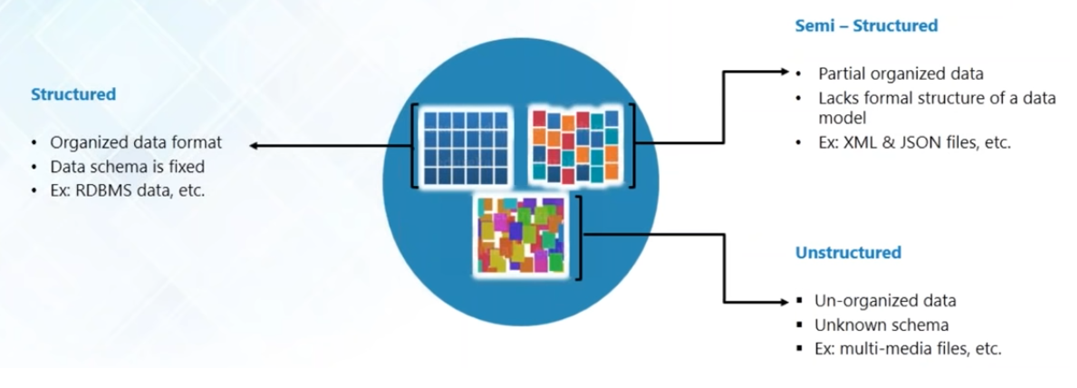 Structured
• Organized data format
• Data schema is fixed
• Ex: RDBMS data, etc.
Semi – Structured
• Partial organized data
• Lacks formal structure of a data
model
• Ex: XML & JSON files, etc.
Unstructured
▪ Un-organized data
▪ Unknown schema
▪ Ex: multi-media files, etc.